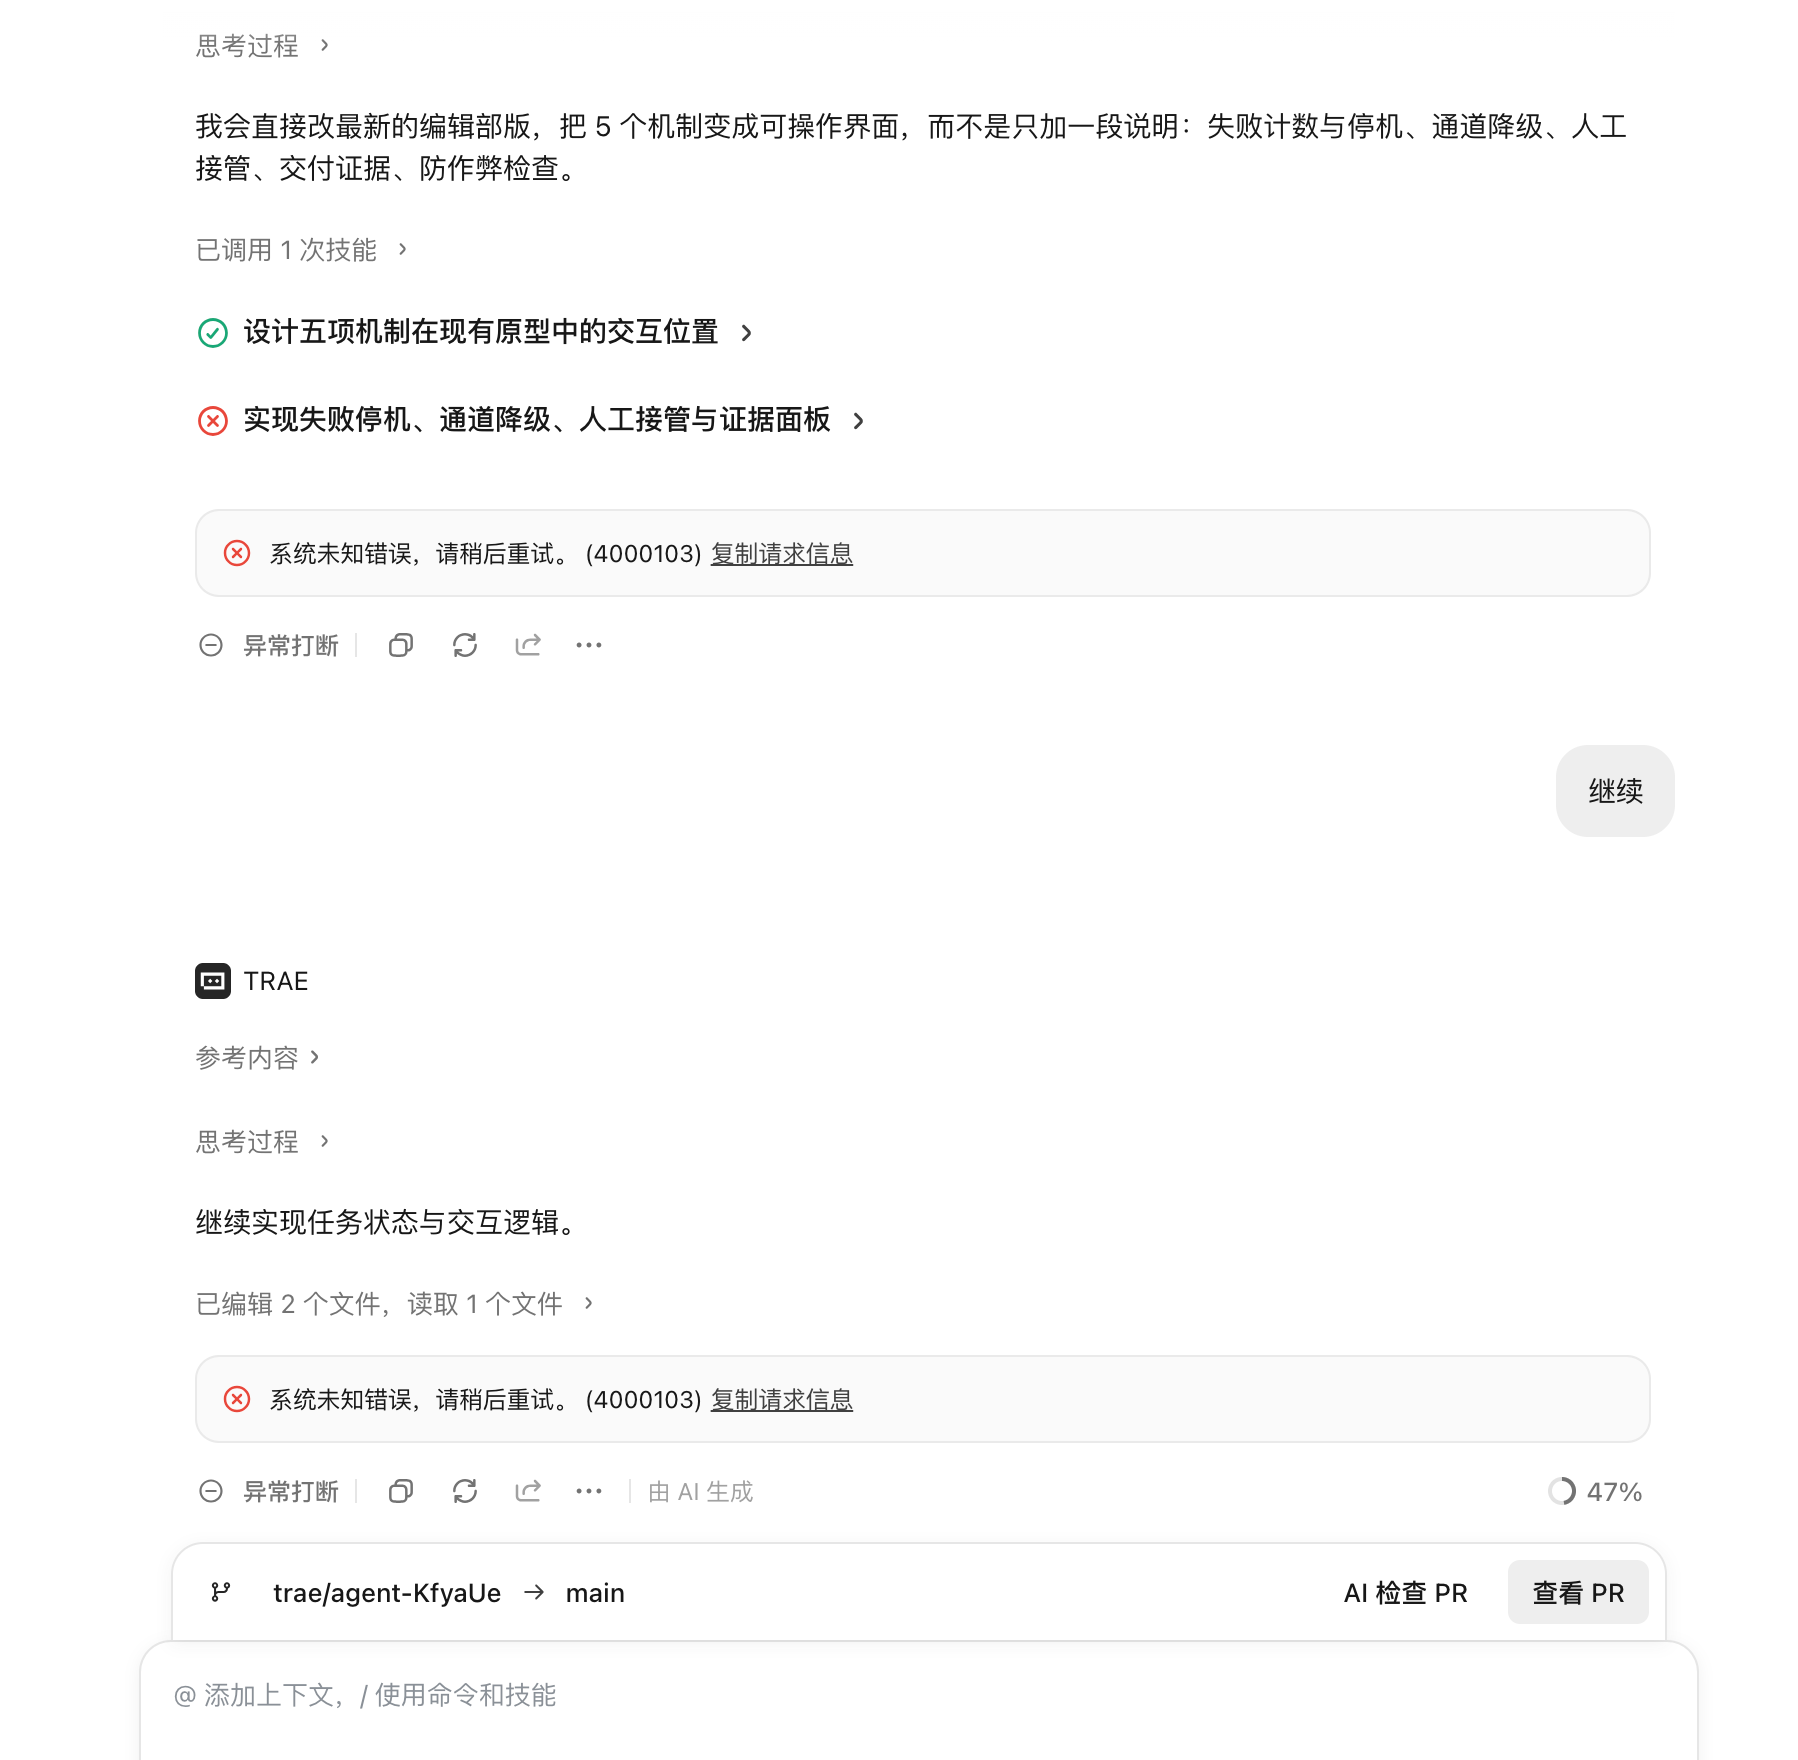 思考过程
我会直接改最新的编辑部版，把 5 个机制变成可操作界面，而不是只加一段说明：失败计数与停机、通道降级、人工
接管、交付证据、防作弊检查。
已调用 1 次技能
设计五项机制在现有原型中的交互位置
实现失败停机、通道降级、人工接管与证据面板
系统未知错误，请稍后重试。 (4000103) 复制请求信息
异常打断
继续
TRAE
参考内容
思考过程
继续实现任务状态与交互逻辑。
已编辑 2 个文件，读取 1 个文件
系统未知错误，请稍后重试。 (4000103) 复制请求信息
异常打断 由 AI 生成 47%
trae/agent-KfyaUe → main AI 检查 PR 查看 PR
@ 添加上下文，/ 使用命令和技能